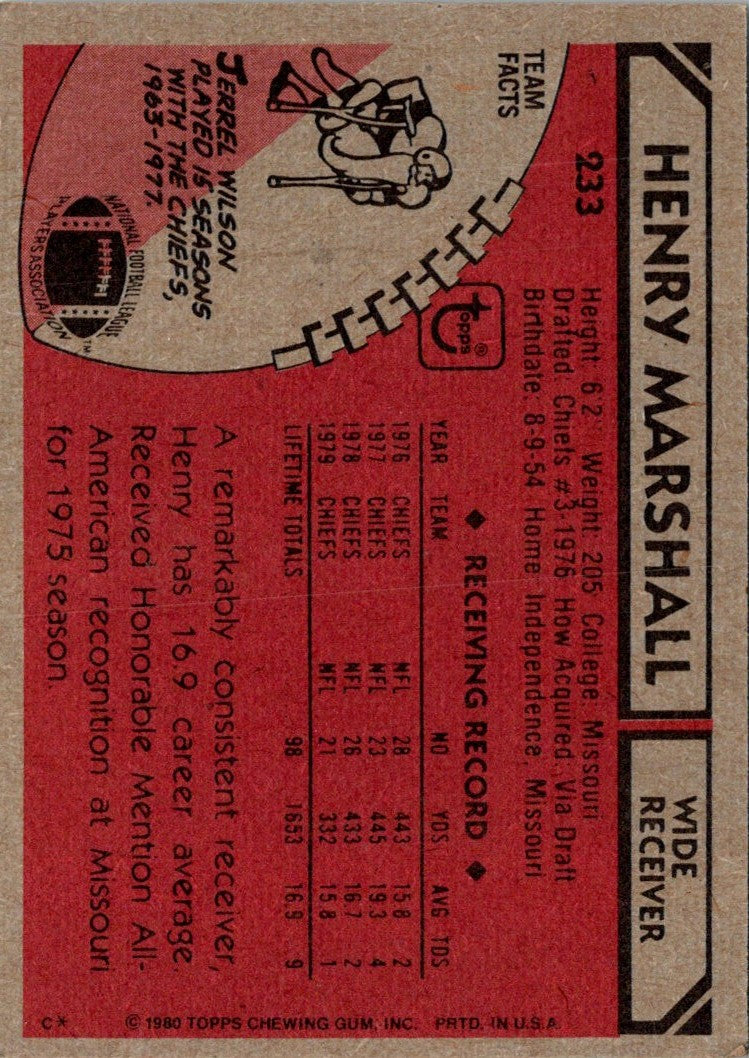 HENRY MARSHALL
WIDE
RECEIVER
233
Height: 6'2" Weight: 205 College: Missouri
Drafted: Chiefs #3-1976 How Acquired: Via Draft
Birthdate: 8-9-54 Home: Independence, Missouri
topps®
TEAM
FACTS
JERREL WILSON
PLAYED 15 SEASONS
WITH THE CHIEFS,
1963-1977.
NATIONAL FOOTBALL LEAGUE
PLAYERS ASSOCIATION
TM
◆ RECEIVING RECORD ◆
YEAR TEAM NO YDS AVG TDS
1976 CHIEFS NFL 28 443 15.8 2
1977 CHIEFS NFL 23 445 19.3 4
1978 CHIEFS NFL 26 433 16.7 2
1979 CHIEFS NFL 21 332 15.8 1
LIFETIME TOTALS 98 1653 16.9 9
A remarkably consistent receiver,
Henry has 16.9 career average.
Received Honorable Mention All-
American recognition at Missouri
for 1975 season.
C* © 1980 TOPPS CHEWING GUM, INC. PRTD. IN U.S.A.